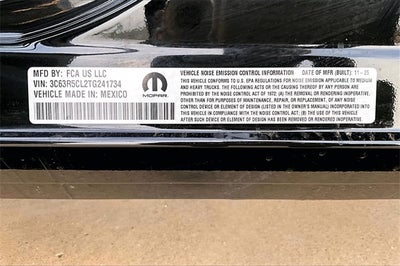 MFD BY: FCA US LLC
VIN: 3C63R5CL2TG241734
VEHICLE MADE IN: MEXICO
MOPAR
VEHICLE NOISE EMISSION CONTROL INFORMATION DATE OF MFR (BUILT): 11-25
THIS VEHICLE CONFORMS TO U.S. EPA REGULATIONS FOR NOISE EMISSION APPLICABLE TO MEDIUM
AND HEAVY TRUCKS. THE FOLLOWING ACTS OR THE CAUSING THEREOF BY ANY PERSON ARE
PROHIBITED BY THE NOISE CONTROL ACT OF 1972: (A) THE REMOVAL OR RENDERING INOPERATIVE,
OTHER THAN FOR PURPOSES OF MAINTENANCE, REPAIR, OR REPLACEMENT, OF ANY NOISE
CONTROL DEVICE OR ELEMENT OF DESIGN (LISTED IN THE OWNER'S MANUAL) INCORPORATED
INTO THIS VEHICLE IN COMPLIANCE WITH THE NOISE CONTROL ACT;
(B) THE USE OF THIS VEHICLE AFTER SUCH DEVICE OR ELEMENT OF DESIGN HAS BEEN REMOVED OR RENDERED INOPERATIVE.